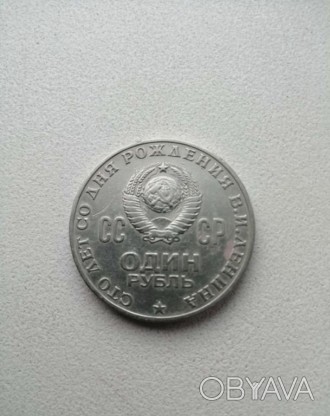 СТО ЛЕТ СО ДНЯ РОЖДЕНИЯ В.И.ЛЕНИНА
СС СР
ОДИН
РУБЛЬ
OBYAVA